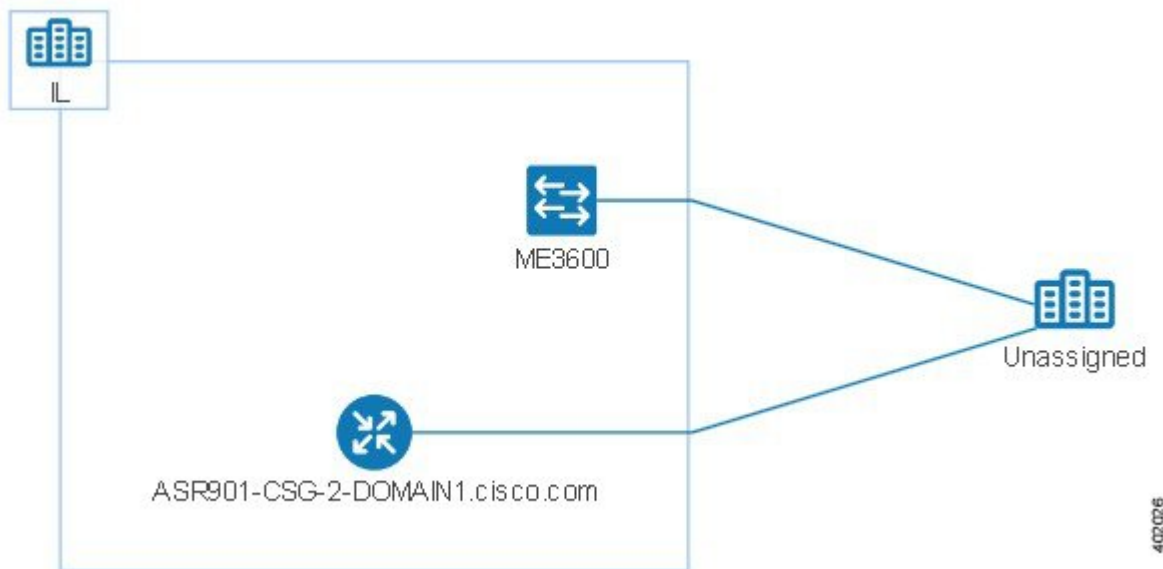 IL
ME3600
Unassigned
ASR901-CSG-2-DOMAIN1.cisco.com
402026